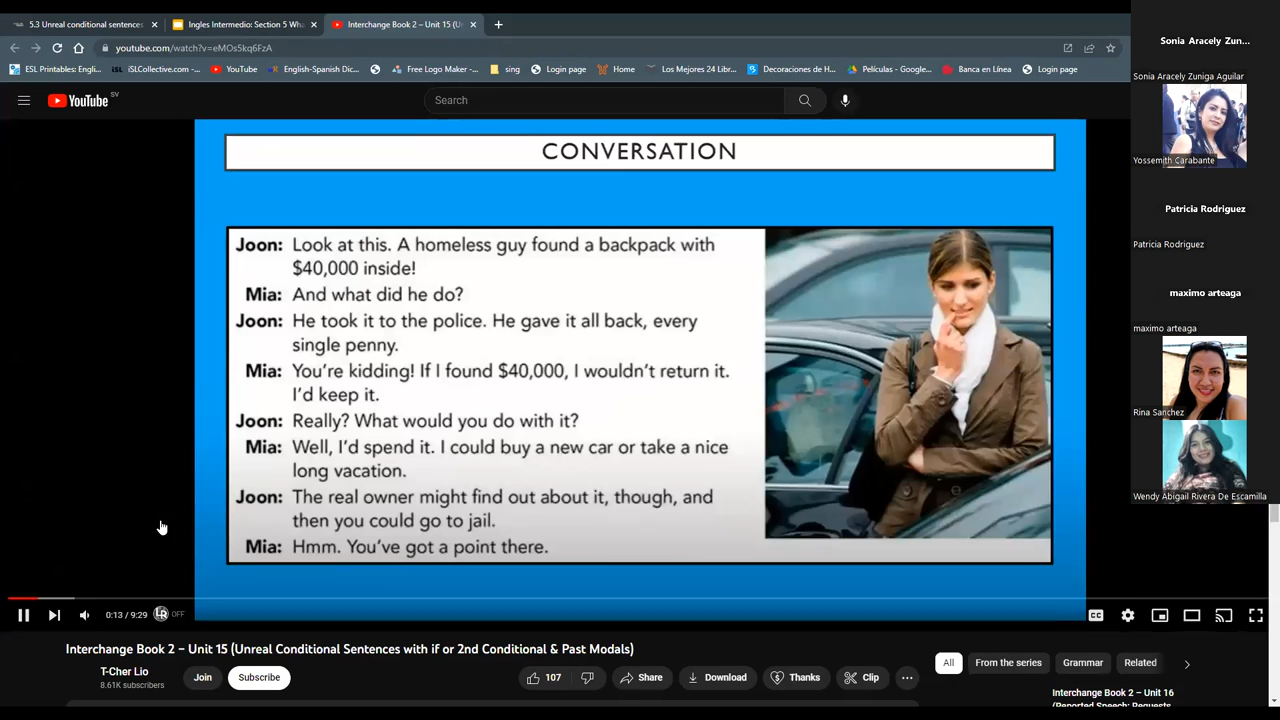 5.3 Unreal conditional sentences
Ingles Intermedio: Section 5 Wha
Interchange Book 2 – Unit 15 (U
youtube.com/watch?v=eMOs5kq6FzA
ESL Printables: Engli...
iSL
iSLCollective.com -...
YouTube
English-Spanish Dic...
Free Logo Maker -...
sing
Login page
Home
Los Mejores 24 Libr...
Decoraciones de H...
Películas - Google...
Banca en Línea
Login page
YouTube SV
Search
CONVERSATION
Joon: Look at this. A homeless guy found a backpack with
$40,000 inside!
Mia: And what did he do?
Joon: He took it to the police. He gave it all back, every
single penny.
Mia: You're kidding! If I found $40,000, I wouldn't return it.
I'd keep it.
Joon: Really? What would you do with it?
Mia: Well, I'd spend it. I could buy a new car or take a nice
long vacation.
Joon: The real owner might find out about it, though, and
then you could go to jail.
Mia: Hmm. You've got a point there.
0:13 / 9:29
LR OFF
CC
Interchange Book 2 – Unit 15 (Unreal Conditional Sentences with if or 2nd Conditional & Past Modals)
T-Cher Lio
8.61K subscribers
Join
Subscribe
107
Share
Download
Thanks
Clip
All
From the series
Grammar
Related
Interchange Book 2 – Unit 16
(Reported Speech: Requests
Sonia Aracely Zun...
Sonia Aracely Zuniga Aguilar
Yossemith Carabante
Patricia Rodriguez
Patricia Rodriguez
maximo arteaga
maximo arteaga
Rina Sanchez
Wendy Abigail Rivera De Escamilla